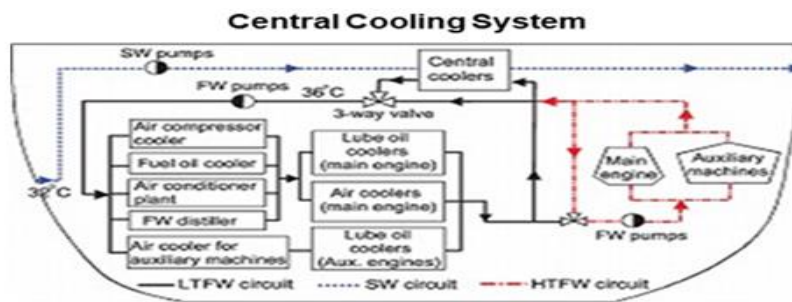 Central Cooling System
SW pumps
Central
coolers
FW pumps
36°C
3-way valve
Air compressor
cooler
Fuel oil cooler
Air conditioner
plant
FW distiller
Air cooler for
auxiliary machines
Lube oil
coolers
(main engine)
Air coolers
(main engine)
Lube oil
coolers
(Aux. engines)
32°C
Main
engine
Auxiliary
machines
FW pumps
LTFW circuit
SW circuit
HTFW circuit